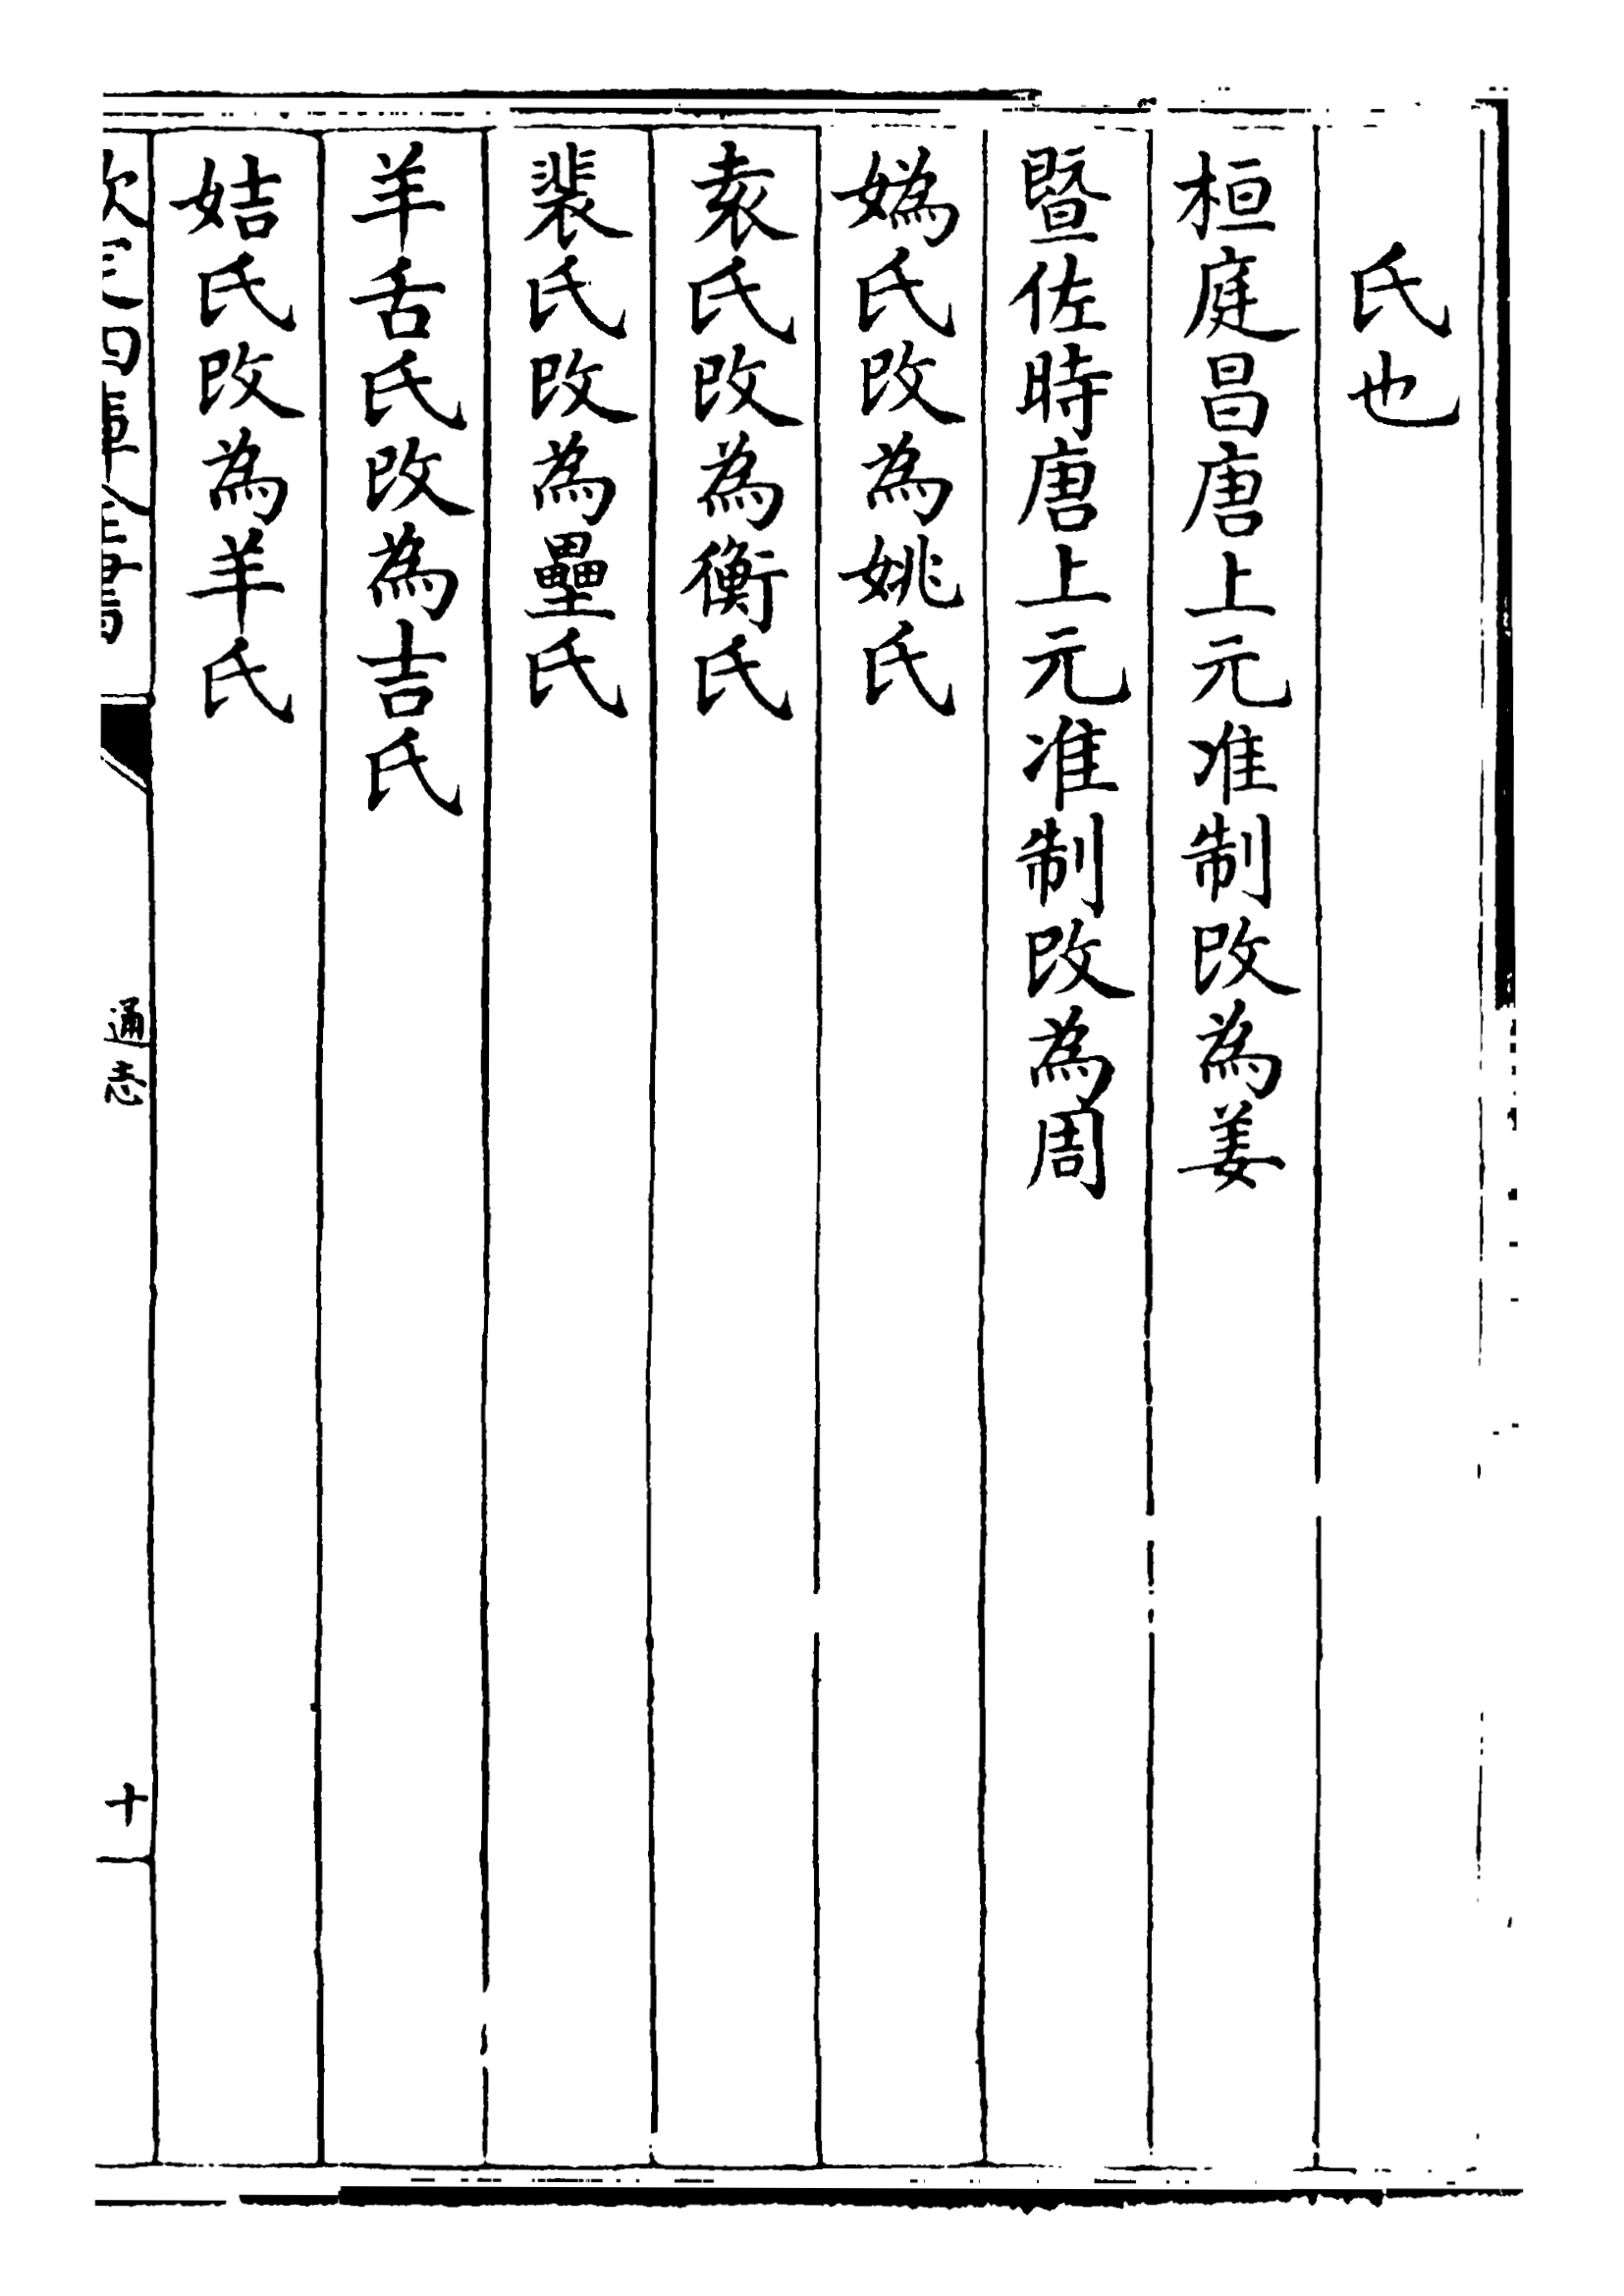 氏也
桓庭昌唐上元准制改為姜
暨佐時唐上元准制改為周
媯氏改為姚氏
袁氏改為衡氏
裴氏改為壘氏
羊舌氏改為吉氏
姞氏改為羊氏
欽定四庫全書
通志
十